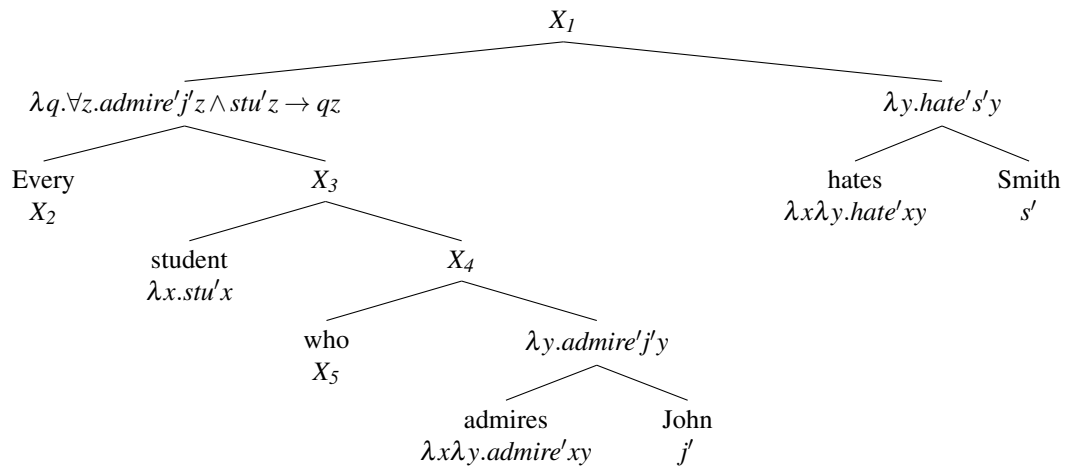 X₁
λq.∀z.admire′j′z ∧ stu′z → qz
λy.hate′s′y
Every
X₂
X₃
hates
λxλy.hate′xy
Smith
s′
student
λx.stu′x
X₄
who
X₅
λy.admire′j′y
admires
λxλy.admire′xy
John
j′